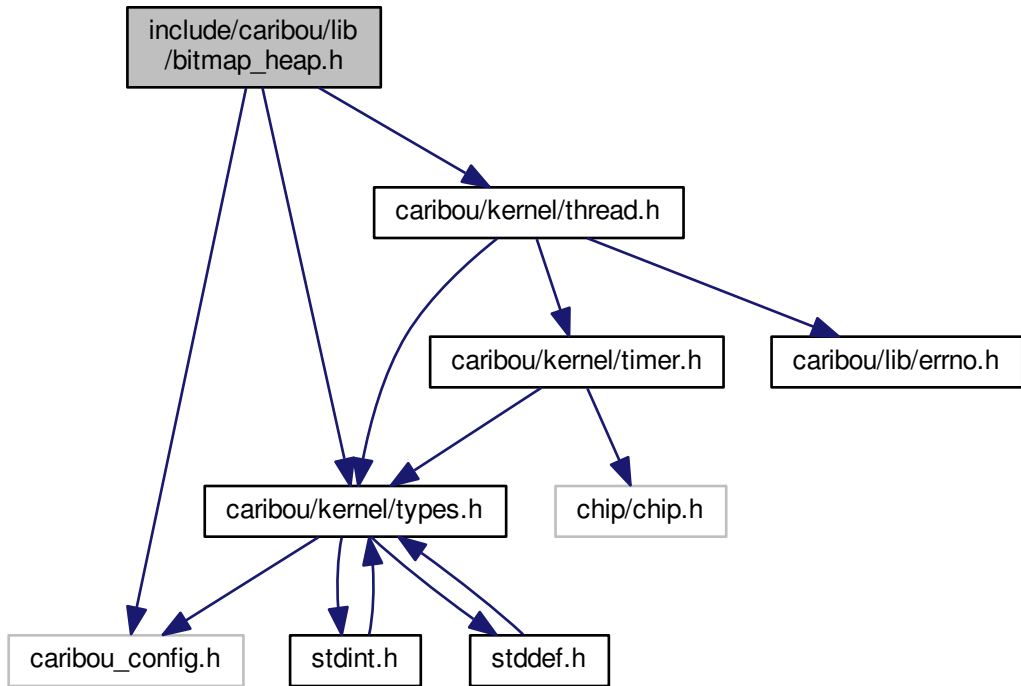 include/caribou/lib
/bitmap_heap.h
caribou/kernel/thread.h
caribou/kernel/timer.h
caribou/lib/errno.h
caribou/kernel/types.h
chip/chip.h
caribou_config.h
stdint.h
stddef.h